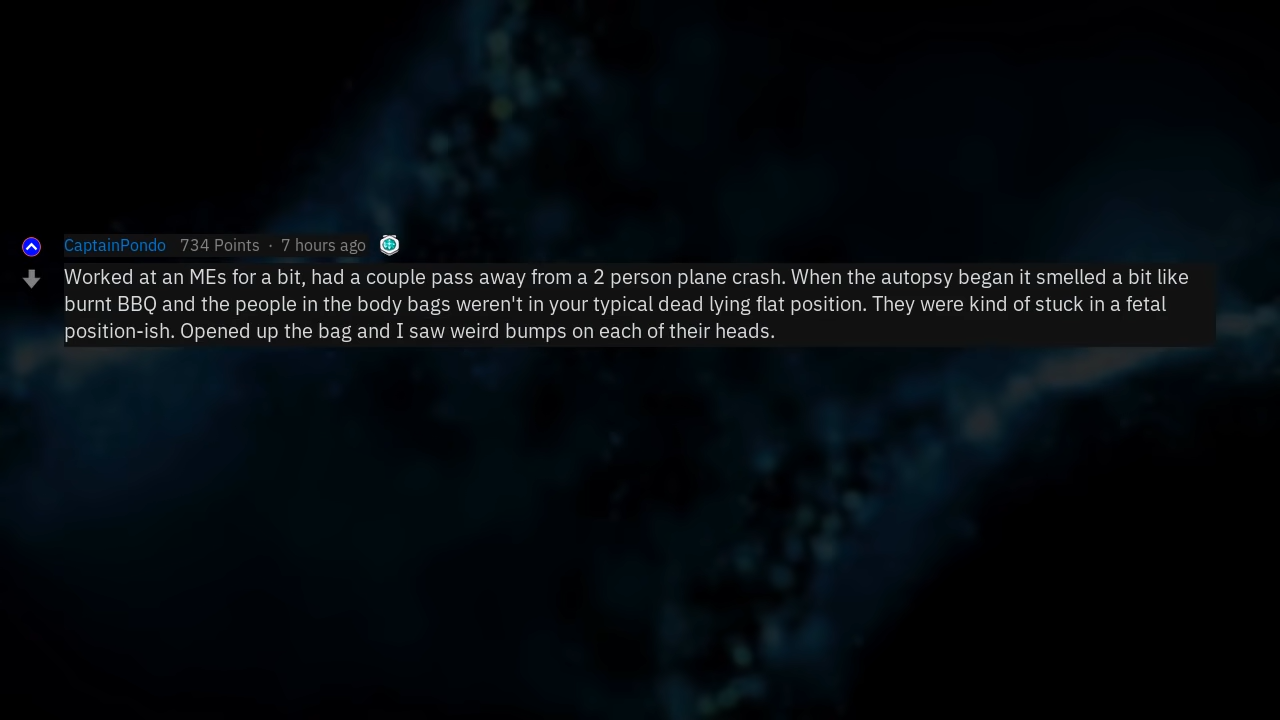 CaptainPondo 734 Points · 7 hours ago
Worked at an MEs for a bit, had a couple pass away from a 2 person plane crash. When the autopsy began it smelled a bit like
burnt BBQ and the people in the body bags weren't in your typical dead lying flat position. They were kind of stuck in a fetal
position-ish. Opened up the bag and I saw weird bumps on each of their heads.